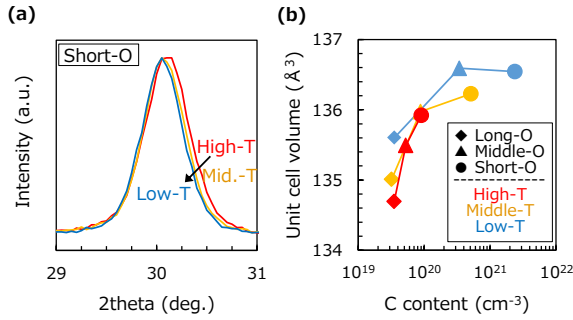 (a)
Short-O
High-T
Mid.-T
Low-T
Intensity (a.u.)
29 30 31
2theta (deg.)
(b)
137
136
135
134
Unit cell volume (Å³)
Long-O
Middle-O
Short-O
High-T
Middle-T
Low-T
10¹⁹ 10²⁰ 10²¹ 10²²
C content (cm⁻³)